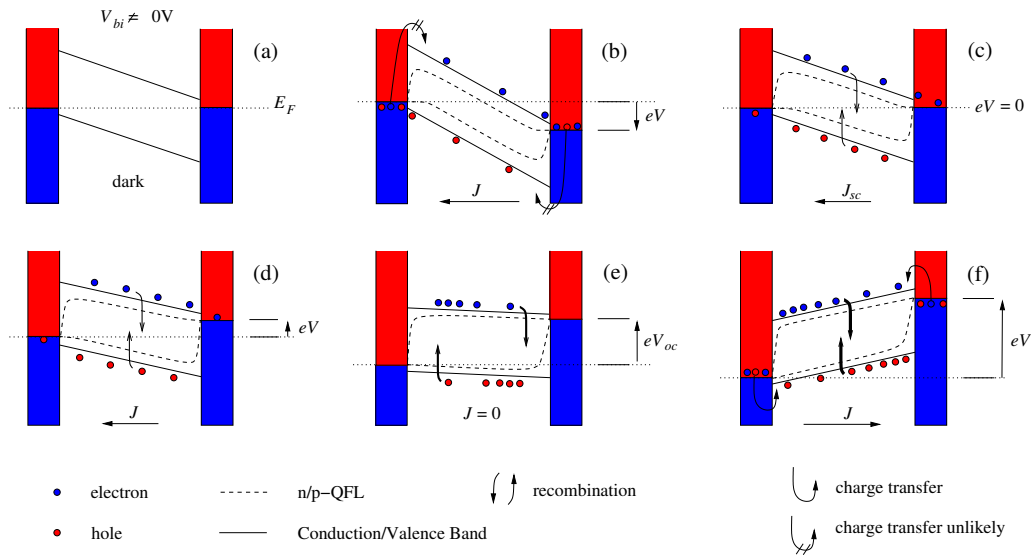 V_bi ≠ 0V
(a)
E_F
dark
(b)
eV
J
(c)
eV = 0
J_sc
(d)
eV
J
(e)
eV_oc
J = 0
(f)
eV
J
electron
n/p−QFL
recombination
charge transfer
hole
Conduction/Valence Band
charge transfer unlikely